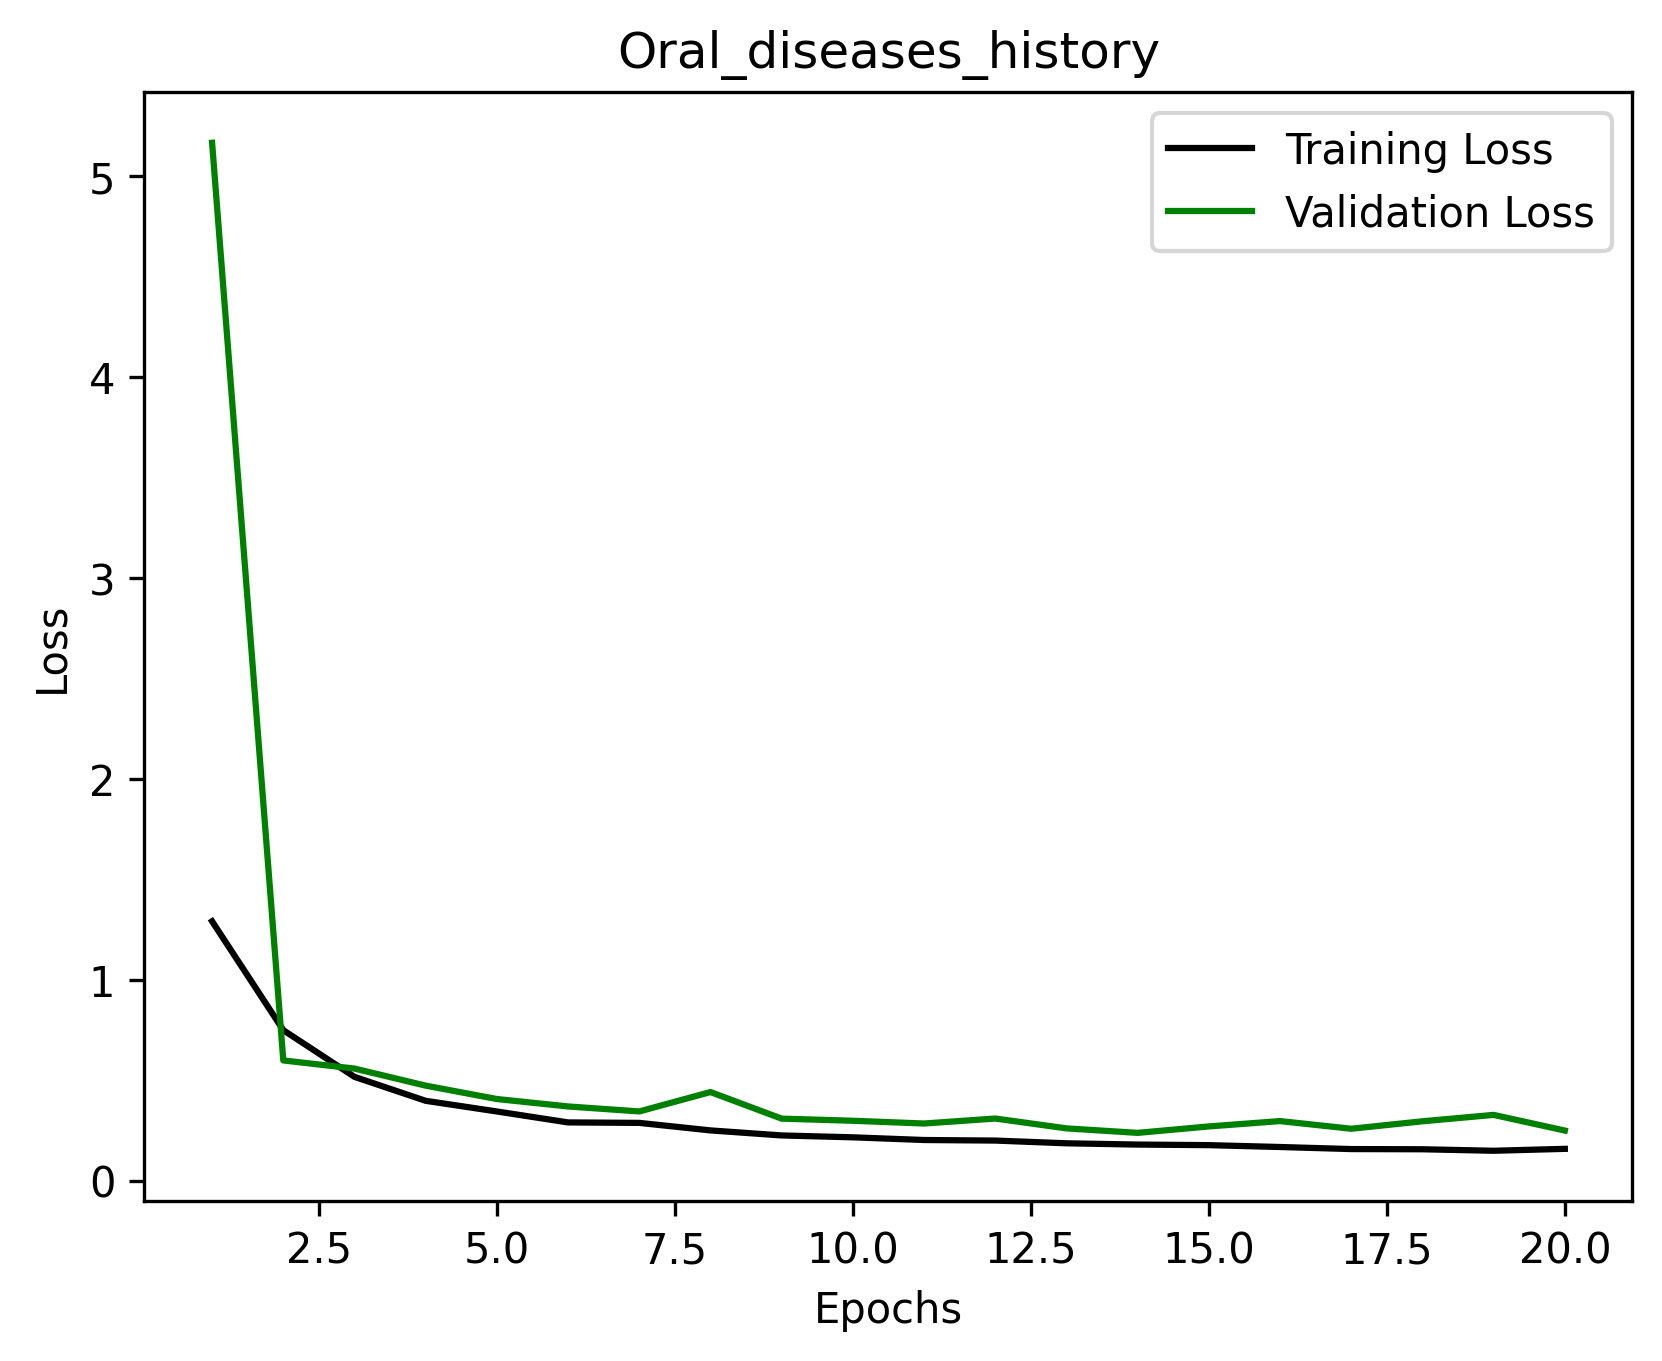 Oral_diseases_history
Training Loss
Validation Loss
5
4
3
2
1
0
Loss
2.5 5.0 7.5 10.0 12.5 15.0 17.5 20.0
Epochs